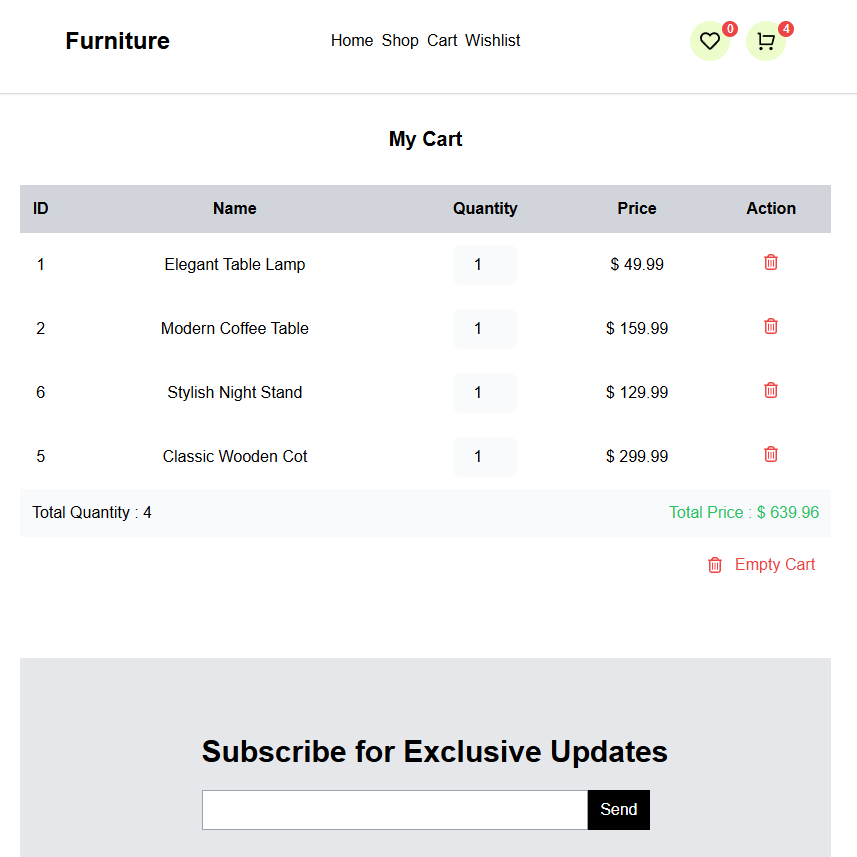 Furniture
Home Shop Cart Wishlist
0
4
My Cart
ID Name Quantity Price Action
1 Elegant Table Lamp 1 $ 49.99
2 Modern Coffee Table 1 $ 159.99
6 Stylish Night Stand 1 $ 129.99
5 Classic Wooden Cot 1 $ 299.99
Total Quantity : 4 Total Price : $ 639.96
Empty Cart
Subscribe for Exclusive Updates
Send